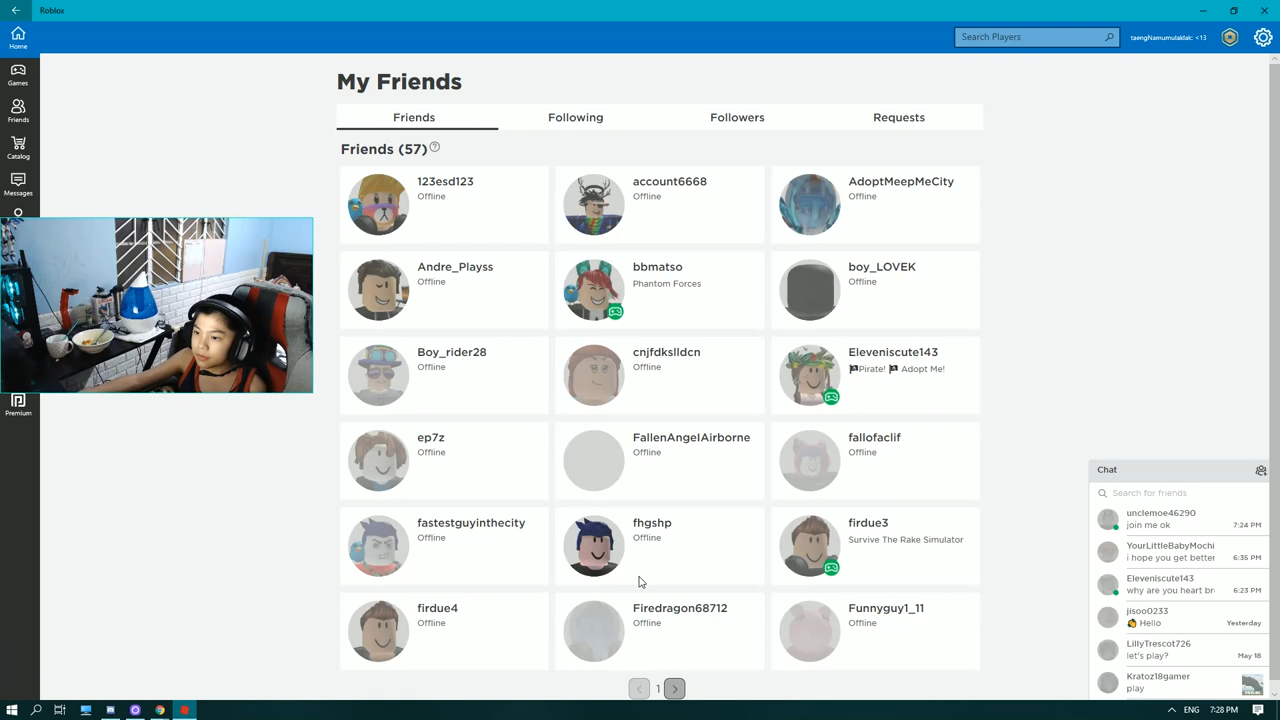 Roblox
Home
Search Players
taengNamumulaklak: <13
Games
Friends
Catalog
Messages
Premium
My Friends
Friends
Following
Followers
Requests
Friends (57)
123esd123
Offline
account6668
Offline
AdoptMeepMeCity
Offline
Andre_Playss
Offline
bbmatso
Phantom Forces
boy_LOVEK
Offline
Boy_rider28
Offline
cnjfdkslldcn
Offline
Eleveniscute143
🏴Pirate! 🏴 Adopt Me!
ep7z
Offline
FallenAngelAirborne
Offline
fallofaclif
Offline
fastestguyinthecity
Offline
fhgshp
Offline
firdue3
Survive The Rake Simulator
firdue4
Offline
Firedragon68712
Offline
Funnyguy1_11
Offline
1
Chat
Search for friends
unclemoe46290
join me ok 7:24 PM
YourLittleBabyMochi
i hope you get better 6:35 PM
Eleveniscute143
why are you heart br 6:23 PM
jisoo0233
👋 Hello Yesterday
LillyTrescot726
let's play? May 18
Kratoz18gamer
play
ENG 7:28 PM